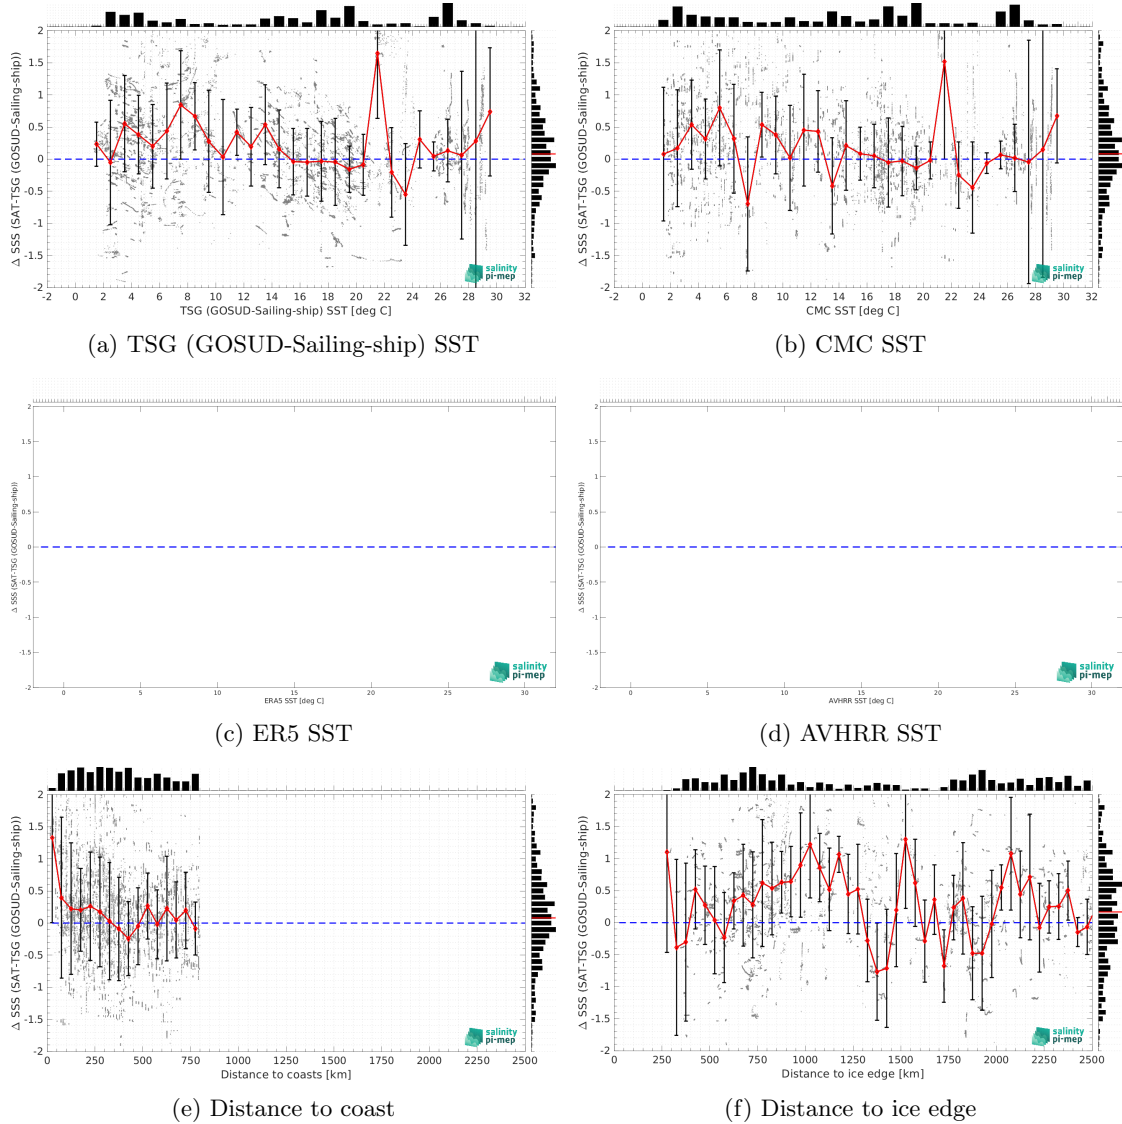 2
1.5
1
0.5
0
-0.5
-1
-1.5
-2
Δ SSS (SAT-TSG (GOSUD-Sailing-ship))
salinity
pi-mep
-2 0 2 4 6 8 10 12 14 16 18 20 22 24 26 28 30 32
TSG (GOSUD-Sailing-ship) SST [deg C]
(a) TSG (GOSUD-Sailing-ship) SST
2
1.5
1
0.5
0
-0.5
-1
-1.5
-2
Δ SSS (SAT-TSG (GOSUD-Sailing-ship))
salinity
pi-mep
-2 0 2 4 6 8 10 12 14 16 18 20 22 24 26 28 30 32
CMC SST [deg C]
(b) CMC SST
2
1.5
1
0.5
0
-0.5
-1
-1.5
-2
Δ SSS (SAT-TSG (GOSUD-Sailing-ship))
salinity
pi-mep
0 5 10 15 20 25 30
ERA5 SST [deg C]
(c) ER5 SST
2
1.5
1
0.5
0
-0.5
-1
-1.5
-2
Δ SSS (SAT-TSG (GOSUD-Sailing-ship))
salinity
pi-mep
0 5 10 15 20 25 30
AVHRR SST [deg C]
(d) AVHRR SST
2
1.5
1
0.5
0
-0.5
-1
-1.5
-2
Δ SSS (SAT-TSG (GOSUD-Sailing-ship))
salinity
pi-mep
0 250 500 750 1000 1250 1500 1750 2000 2250 2500
Distance to coasts [km]
(e) Distance to coast
2
1.5
1
0.5
0
-0.5
-1
-1.5
-2
Δ SSS (SAT-TSG (GOSUD-Sailing-ship))
salinity
pi-mep
0 250 500 750 1000 1250 1500 1750 2000 2250 2500
Distance to ice edge [km]
(f) Distance to ice edge